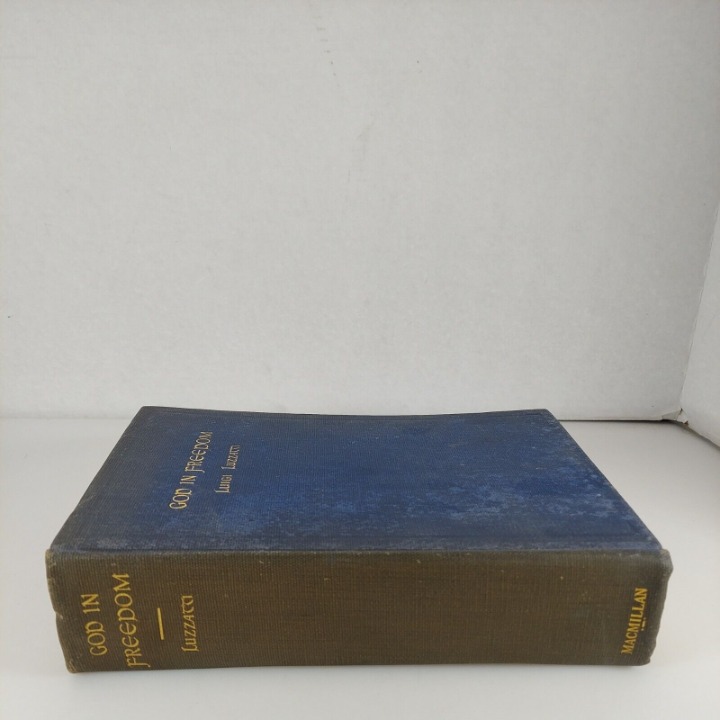 GOD IN FREEDOM
LUIGI LUZZATTI
GOD IN
FREEDOM
LUZZATTI
MACMILLAN